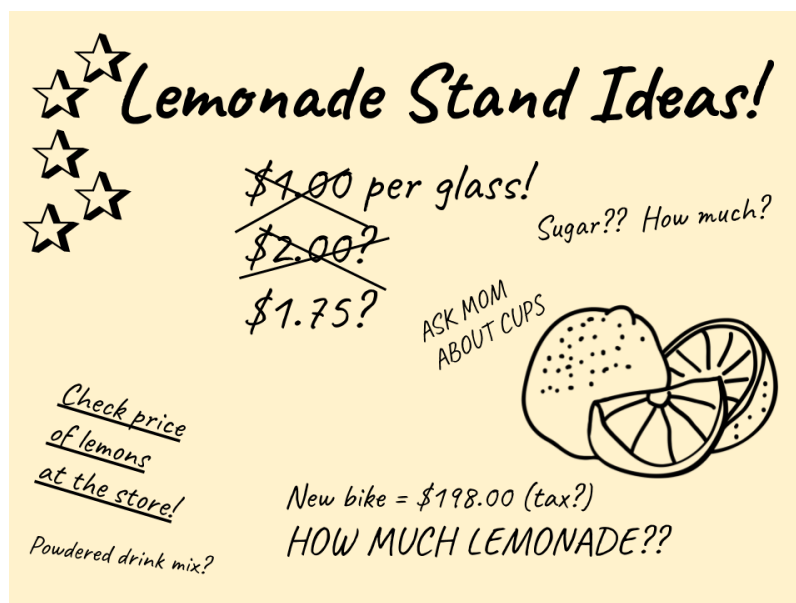 Lemonade Stand Ideas!
$1.00 per glass!
$2.00?
$1.75?
Sugar?? How much?
ASK MOM
ABOUT CUPS
Check price
of lemons
at the store!
Powdered drink mix?
New bike = $198.00 (tax?)
HOW MUCH LEMONADE??